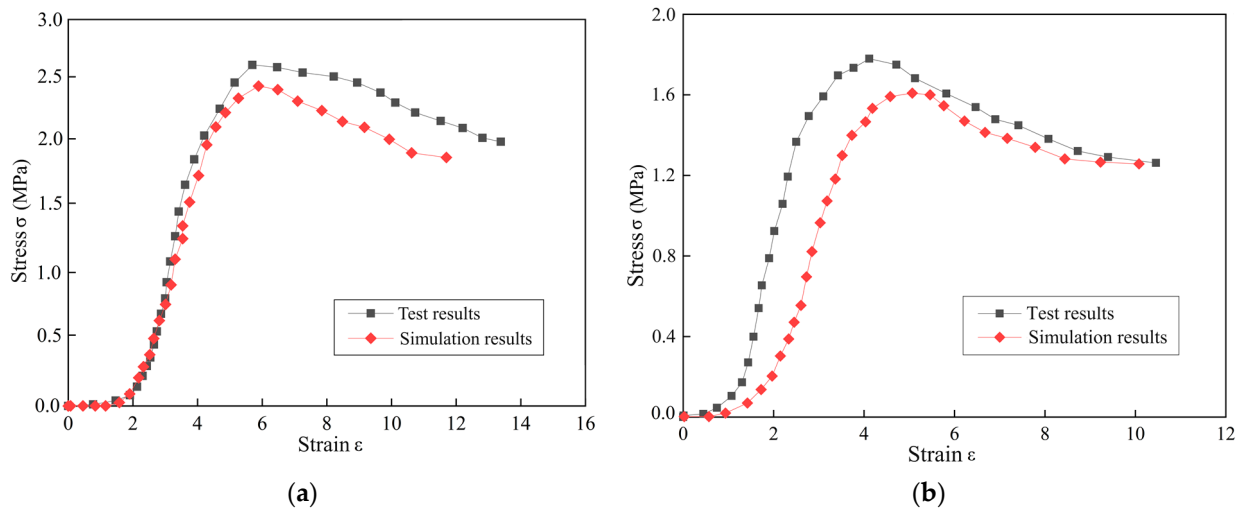 3.0
2.5
2.0
1.5
1.0
0.5
0.0
Stress σ (MPa)
0 2 4 6 8 10 12 14 16
Strain ε
Test results
Simulation results
(a)
2.0
1.6
1.2
0.8
0.4
0.0
Stress σ (MPa)
0 2 4 6 8 10 12
Strain ε
Test results
Simulation results
(b)